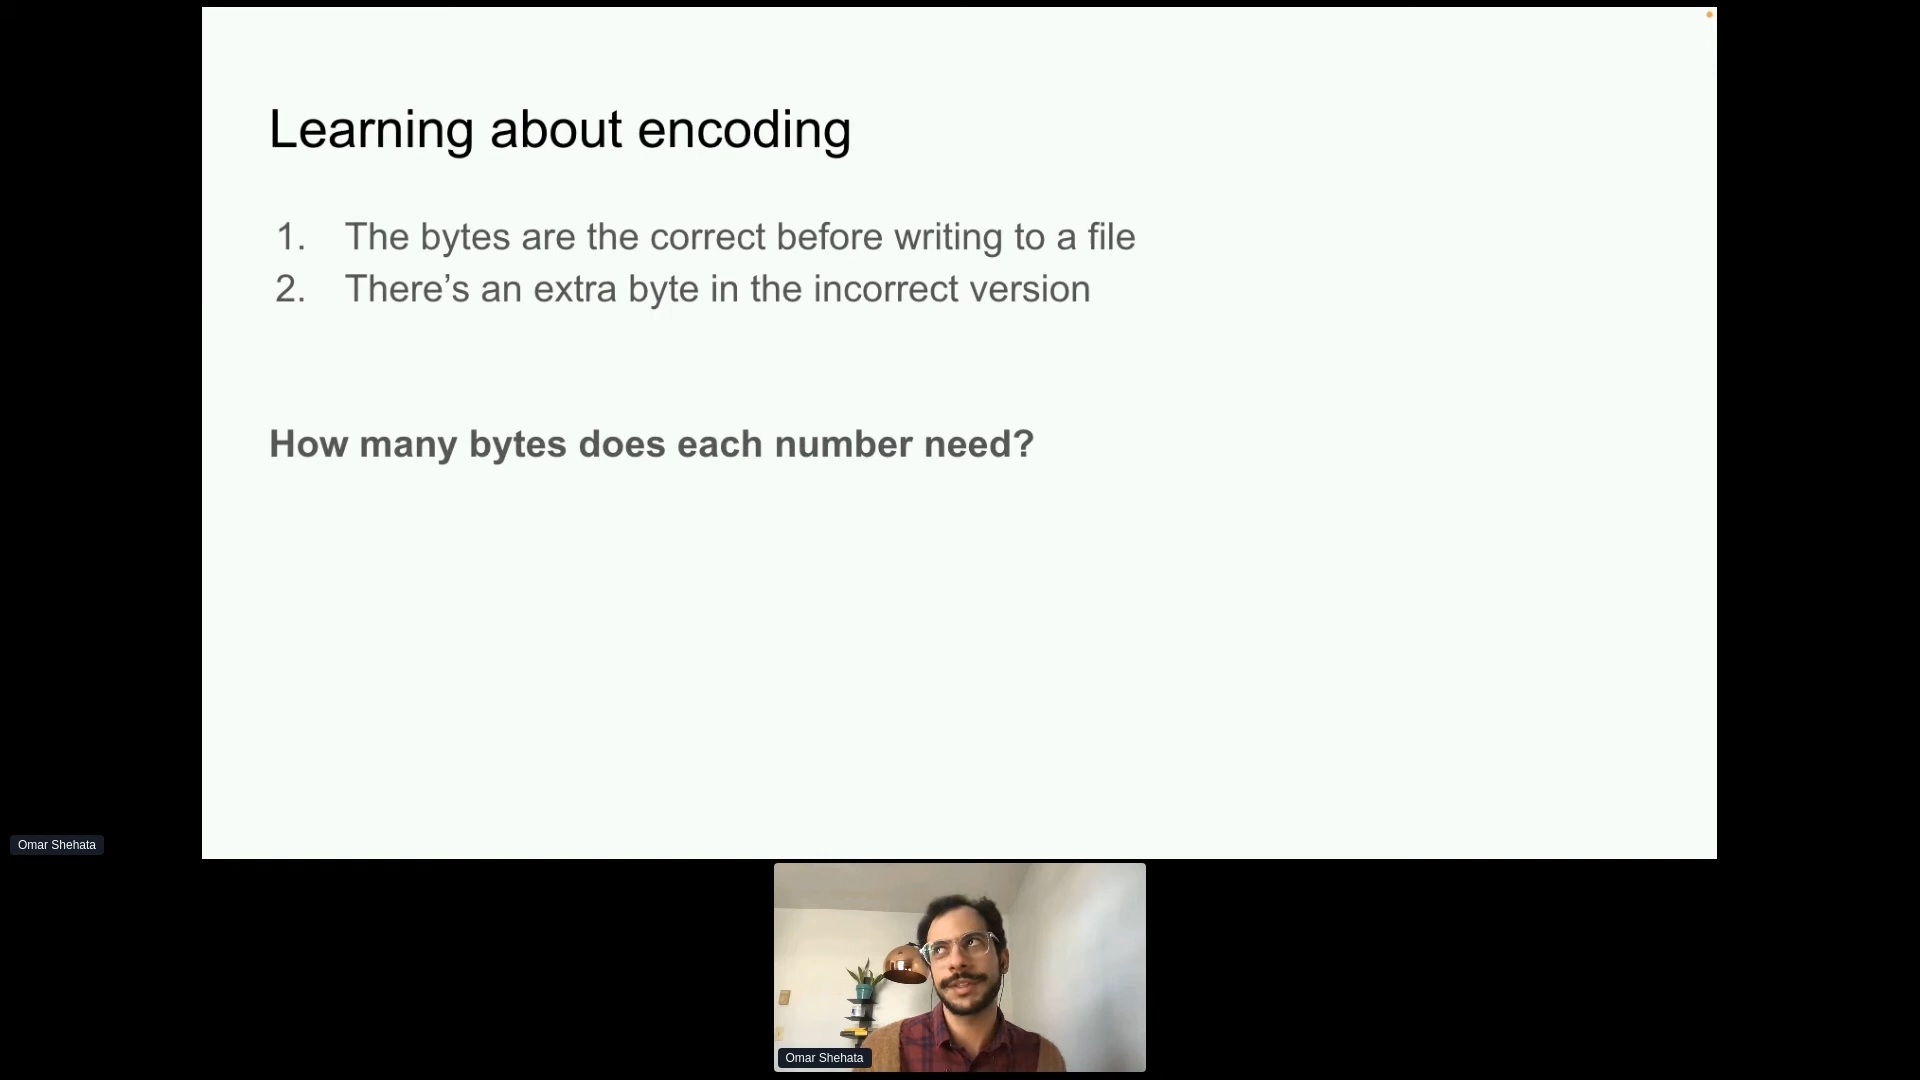 Learning about encoding
1. The bytes are the correct before writing to a file
2. There’s an extra byte in the incorrect version
How many bytes does each number need?
Omar Shehata
Omar Shehata